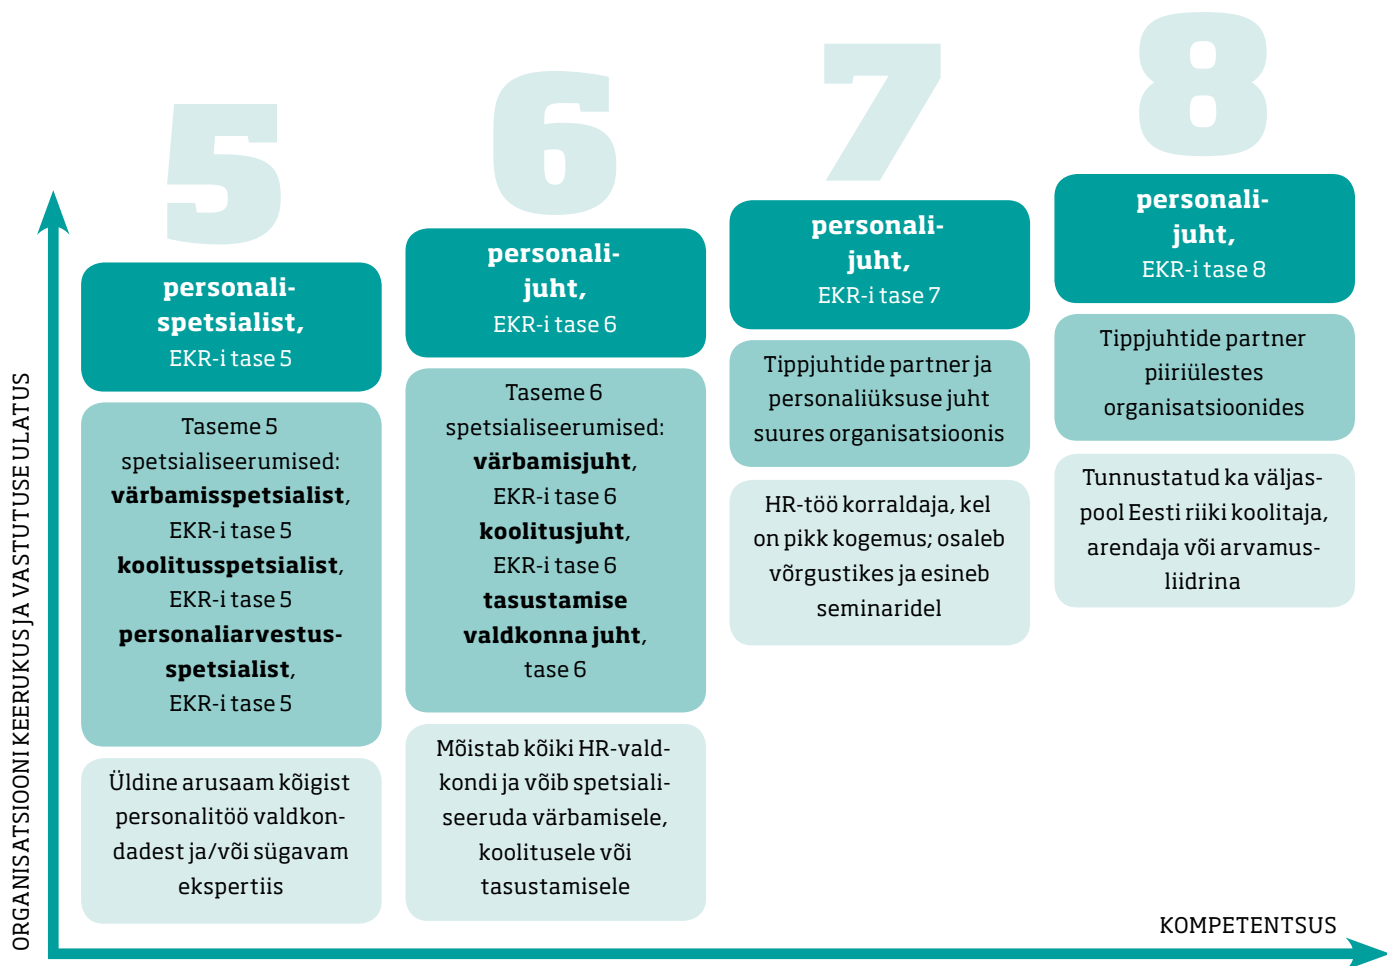 5
personali-
spetsialist,
EKR-i tase 5
Taseme 5
spetsialiseerumised:
värbamisspetsialist,
EKR-i tase 5
koolitusspetsialist,
EKR-i tase 5
personaliarvestus-
spetsialist,
EKR-i tase 5
Üldine arusaam kõigist
personalitöö valdkon-
dadest ja/või sügavam
ekspertiis
6
personali-
juht,
EKR-i tase 6
Taseme 6
spetsialiseerumised:
värbamisjuht,
EKR-i tase 6
koolitusjuht,
EKR-i tase 6
tasustamise
valdkonna juht,
tase 6
Mõistab kõiki HR-vald-
kondi ja võib spetsiali-
seeruda värbamisele,
koolitusele või
tasustamisele
7
personali-
juht,
EKR-i tase 7
Tippjuhtide partner ja
personaliüksuse juht
suures organisatsioonis
HR-töö korraldaja, kel
on pikk kogemus; osaleb
võrgustikes ja esineb
seminaridel
8
personali-
juht,
EKR-i tase 8
Tippjuhtide partner
piiriülestes
organisatsioonides
Tunnustatud ka väljas-
pool Eesti riiki koolitaja,
arendaja või arvamus-
liidrina
ORGANISATSIOONI KEERUKUS JA VASTUTUSE ULATUS
KOMPETENTSUS